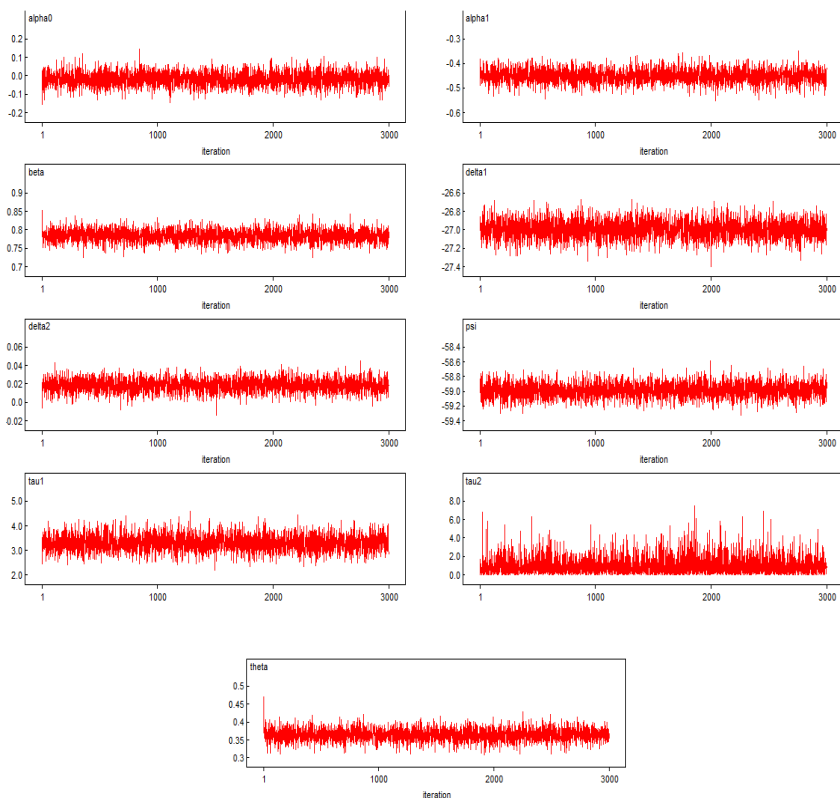 alpha0
0.2
0.1
0.0
-0.1
-0.2
1 1000 2000 3000
iteration
alpha1
-0.3
-0.4
-0.5
-0.6
1 1000 2000 3000
iteration
beta
0.9
0.85
0.8
0.75
0.7
1 1000 2000 3000
iteration
delta1
-26.6
-26.8
-27.0
-27.2
-27.4
1 1000 2000 3000
iteration
delta2
0.06
0.04
0.02
0.0
-0.02
1 1000 2000 3000
iteration
psi
-58.4
-58.6
-58.8
-59.0
-59.2
-59.4
1 1000 2000 3000
iteration
tau1
5.0
4.0
3.0
2.0
1 1000 2000 3000
iteration
tau2
8.0
6.0
4.0
2.0
0.0
1 1000 2000 3000
iteration
theta
0.5
0.45
0.4
0.35
0.3
1 1000 2000 3000
iteration